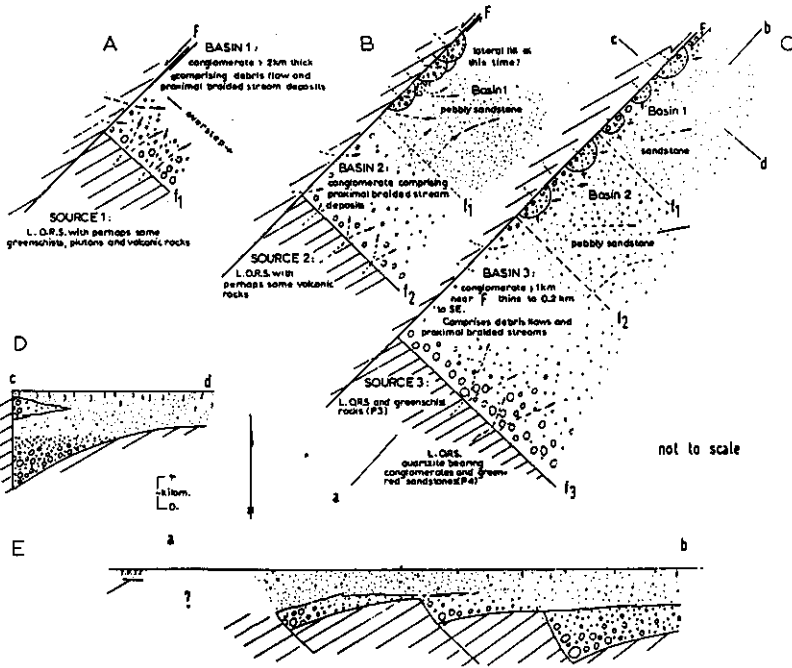 A
F
BASIN 1:
conglomerate > 2km thick
comprising debris flow and
proximal braided stream
deposits
overstep
f1
SOURCE 1:
L.O.R.S. with perhaps some
greenschists, plutons and volcanic rocks
B
F
lateral fill at
this time?
Basin 1
pebbly sandstone
BASIN 2:
conglomerate comprising
proximal braided stream
deposits
f1
SOURCE 2:
L.O.R.S. with
perhaps some volcanic
rocks
f2
C
F
b
c
Basin 1
sandstone
d
Basin 2
f1
pebbly sandstone
BASIN 3:
conglomerate > 1km
near F thins to 0.2 km
to SE.
Comprises debris flows and
proximal braided streams
f2
SOURCE 3:
L.O.R.S and greenschist
rocks (P3)
L.O.R.S.
quartzite bearing
conglomerates and green-
red sandstones (P4)
f3
a
not to scale
D
c
d
kilom.
0.
E
a
b
?